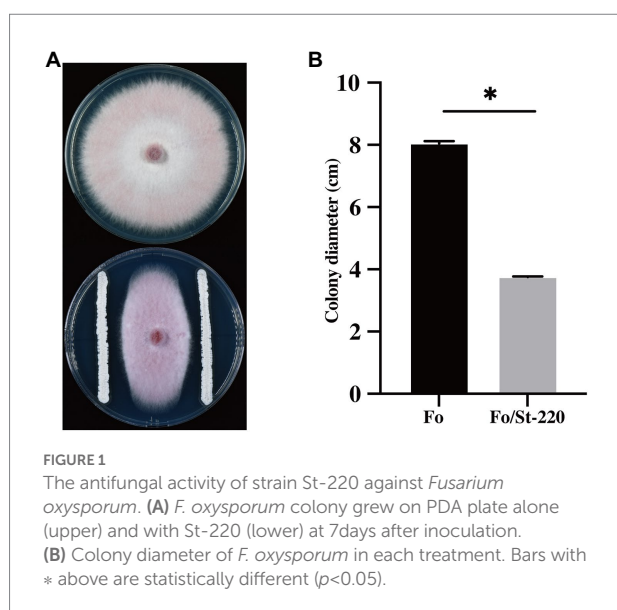 A
B
10
8
6
4
2
0
Colony diameter (cm)
*
Fo
Fo/St-220
FIGURE 1
The antifungal activity of strain St-220 against Fusarium
oxysporum. (A) F. oxysporum colony grew on PDA plate alone
(upper) and with St-220 (lower) at 7days after inoculation.
(B) Colony diameter of F. oxysporum in each treatment. Bars with
* above are statistically different (p<0.05).